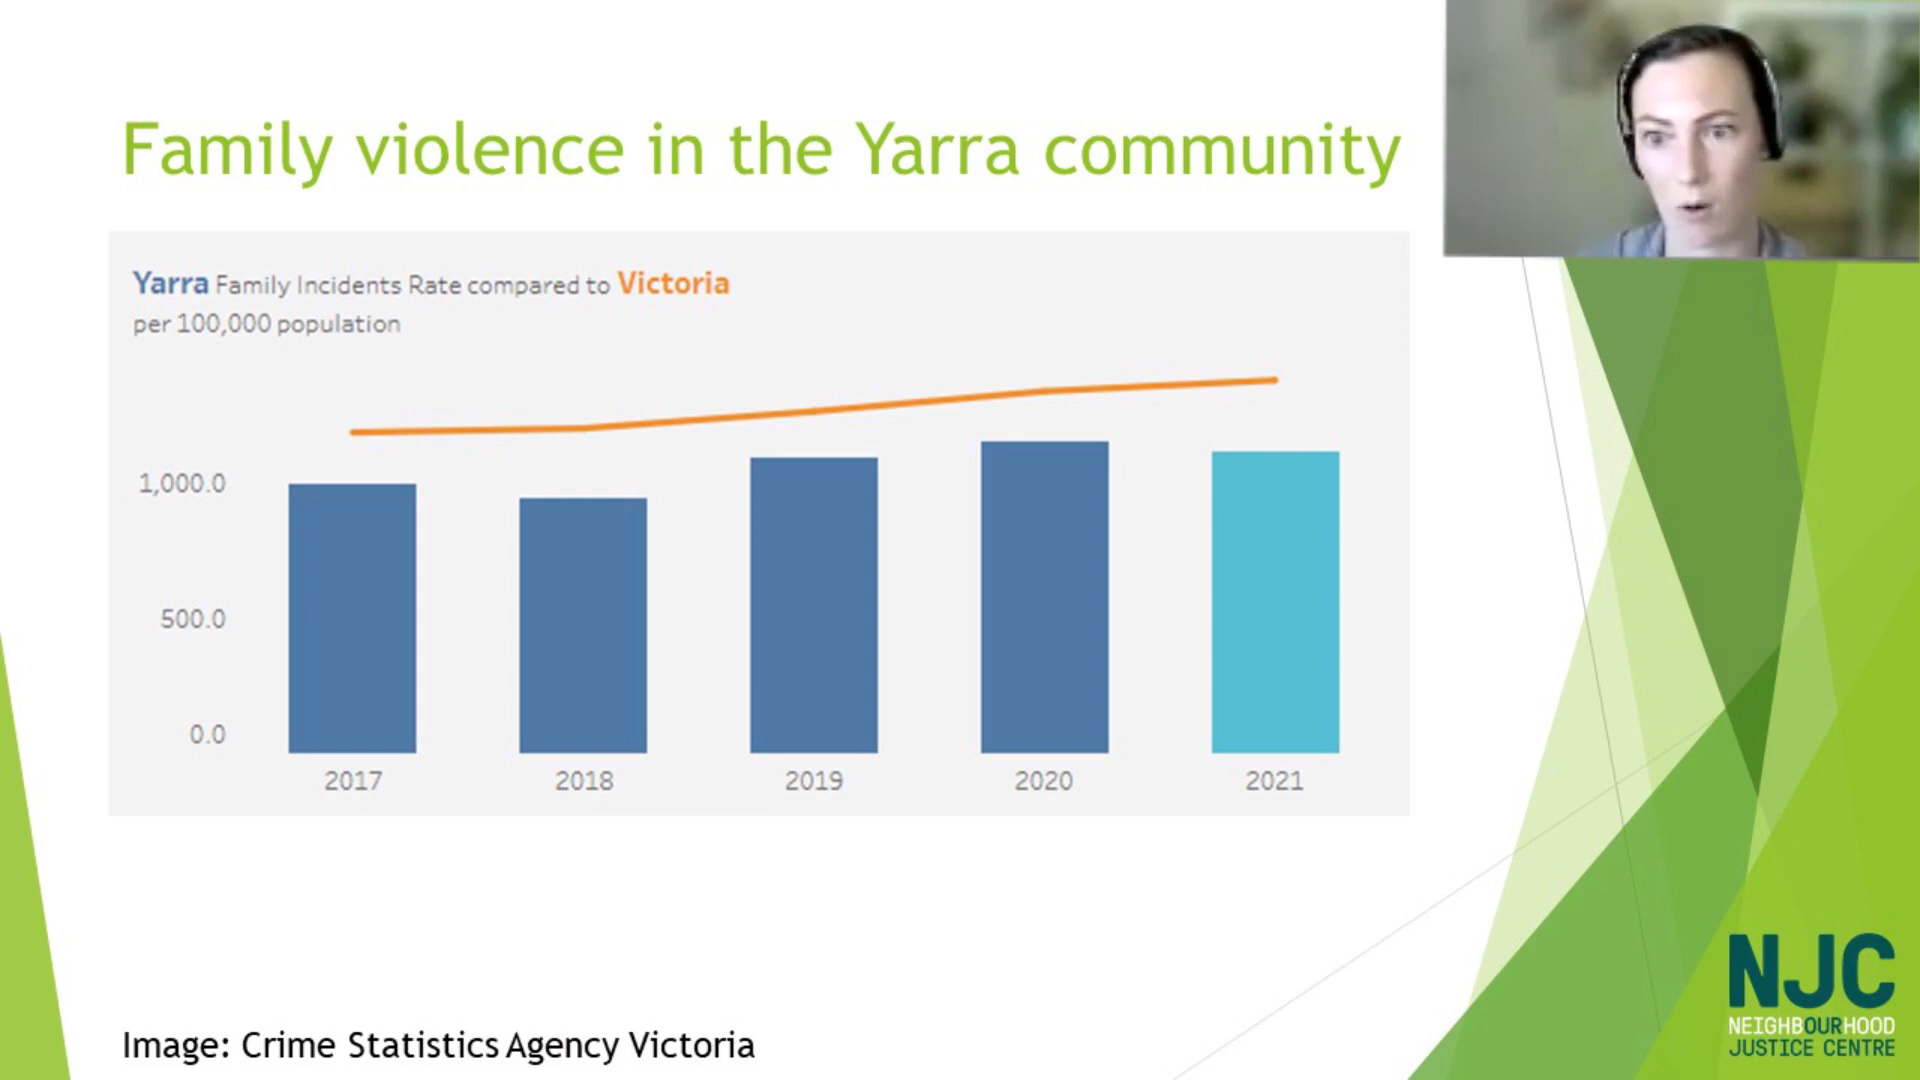 Family violence in the Yarra community
Yarra Family Incidents Rate compared to Victoria
per 100,000 population
1,000.0
500.0
0.0
2017 2018 2019 2020 2021
Image: Crime Statistics Agency Victoria
NJC
NEIGHBOURHOOD
JUSTICE CENTRE